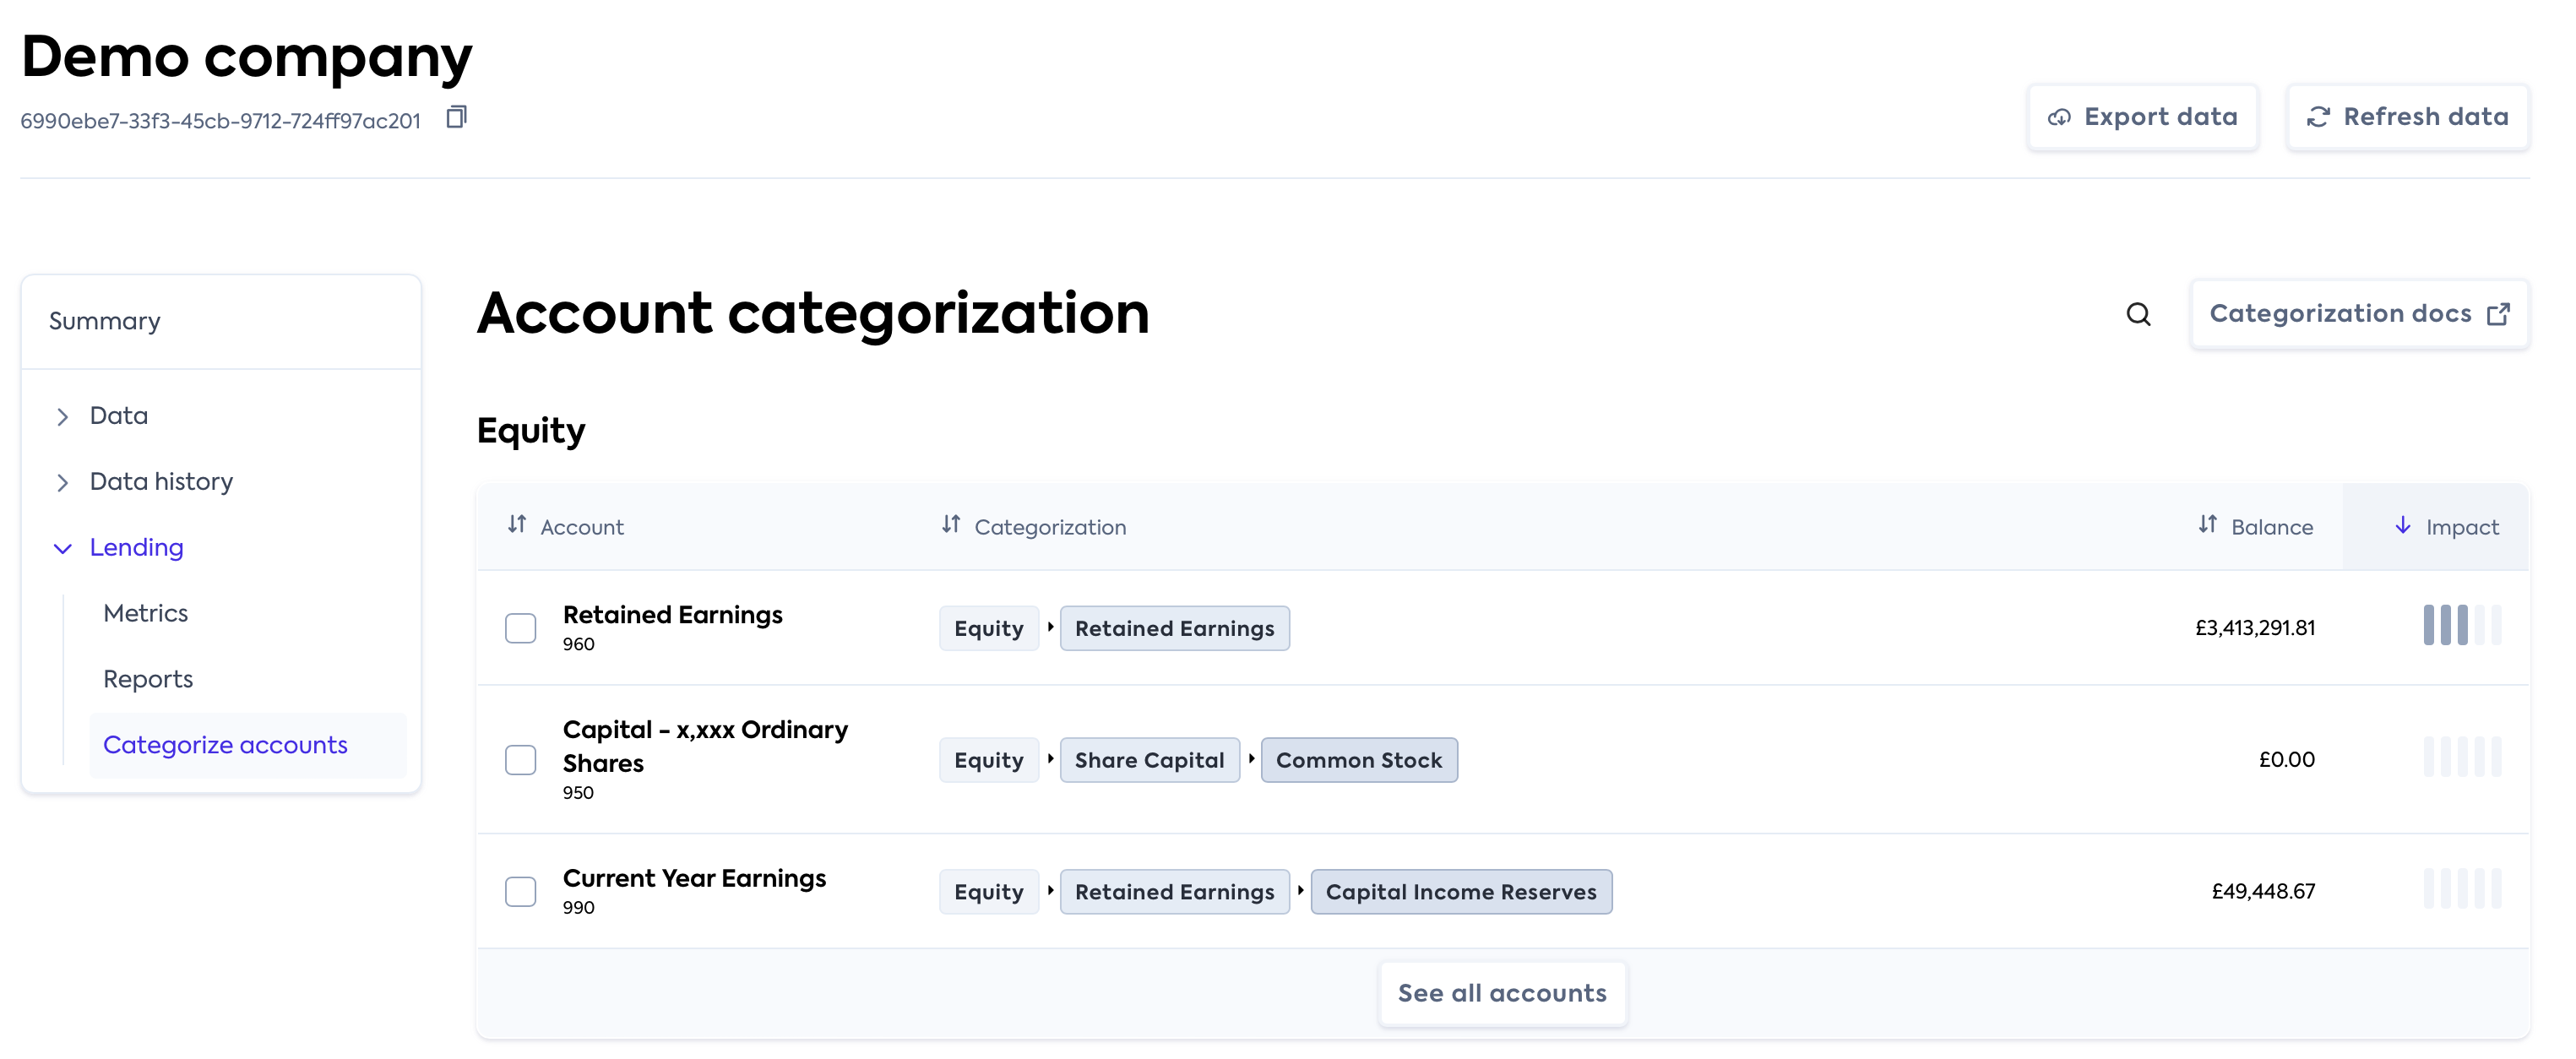 Demo company
6990ebe7-33f3-45cb-9712-724ff97ac201
Export data
Refresh data
Summary
Data
Data history
Lending
Metrics
Reports
Categorize accounts
Account categorization
Categorization docs
Equity
Account Categorization Balance Impact
Retained Earnings
960
Equity Retained Earnings £3,413,291.81
Capital - x,xxx Ordinary
Shares
950
Equity Share Capital Common Stock £0.00
Current Year Earnings
990
Equity Retained Earnings Capital Income Reserves £49,448.67
See all accounts